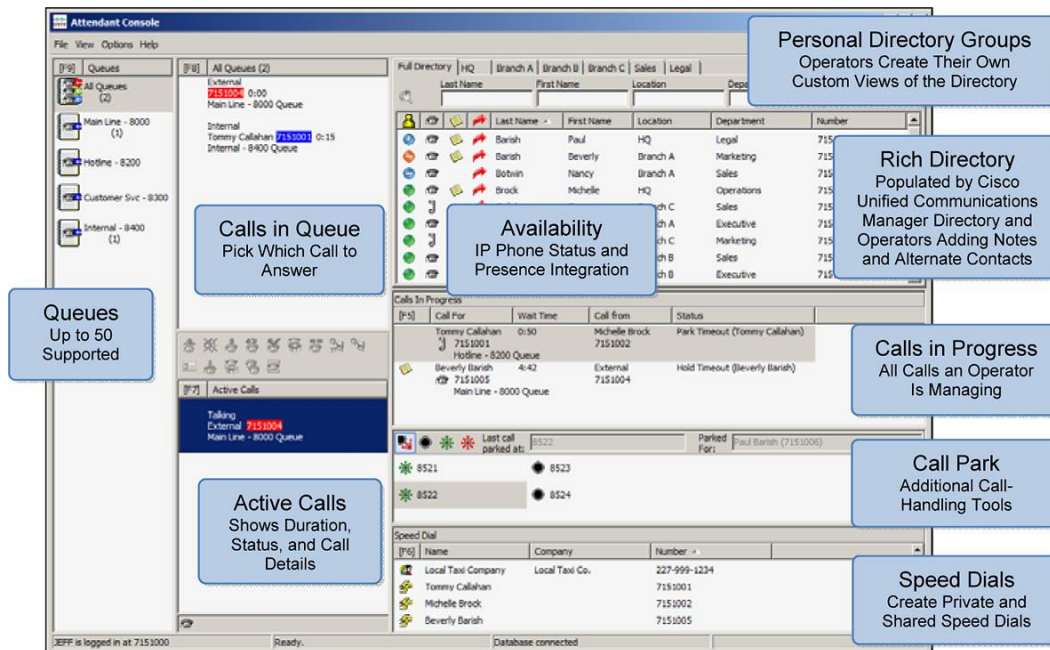 Attendant Console
File View Options Help
Personal Directory Groups
Operators Create Their Own
Custom Views of the Directory
[F9] Queues
All Queues
(2)
Main Line - 8000
(1)
Hotline - 8200
Customer Svc - 8300
Internal - 8400
(1)
Queues
Up to 50
Supported
[F8] All Queues (2)
External
7151004 0:00
Main Line - 8000 Queue
Internal
Tommy Callahan 7151001 0:15
Internal - 8400 Queue
Calls in Queue
Pick Which Call to
Answer
[F7] Active Calls
Talking
External 7151004
Main Line - 8000 Queue
Active Calls
Shows Duration,
Status, and Call
Details
Full Directory HQ Branch A Branch B Branch C Sales Legal
Last Name First Name Location
Last Name First Name Location Department Number
Barish Paul HQ Legal
Barish Beverly Branch A Marketing
Botwin Nancy Branch A Sales
Brock Michelle HQ Operations
C Sales
A Executive
C Marketing
B Sales
B Executive
Availability
IP Phone Status and
Presence Integration
Rich Directory
Populated by Cisco
Unified Communications
Manager Directory and
Operators Adding Notes
and Alternate Contacts
Calls In Progress
[F5] Call For Wait Time Call from Status
Tommy Callahan 0:50 Michelle Brock Park Timeout (Tommy Callahan)
7151001 7151002
Hotline - 8200 Queue
Beverly Barish 4:42 External Hold Timeout (Beverly Barish)
7151005 7151004
Main Line - 8000 Queue
Calls in Progress
All Calls an Operator
Is Managing
Last call
parked at: 8522
Parked
For: Paul Barish (7151006)
8521 8523
8522 8524
Call Park
Additional Call-
Handling Tools
Speed Dial
[F6] Name Company Number
Local Taxi Company Local Taxi Co. 227-999-1234
Tommy Callahan 7151001
Michelle Brock 7151002
Beverly Barish 7151005
Speed Dials
Create Private and
Shared Speed Dials
JEFF is logged in at 7151000 Ready. Database connected